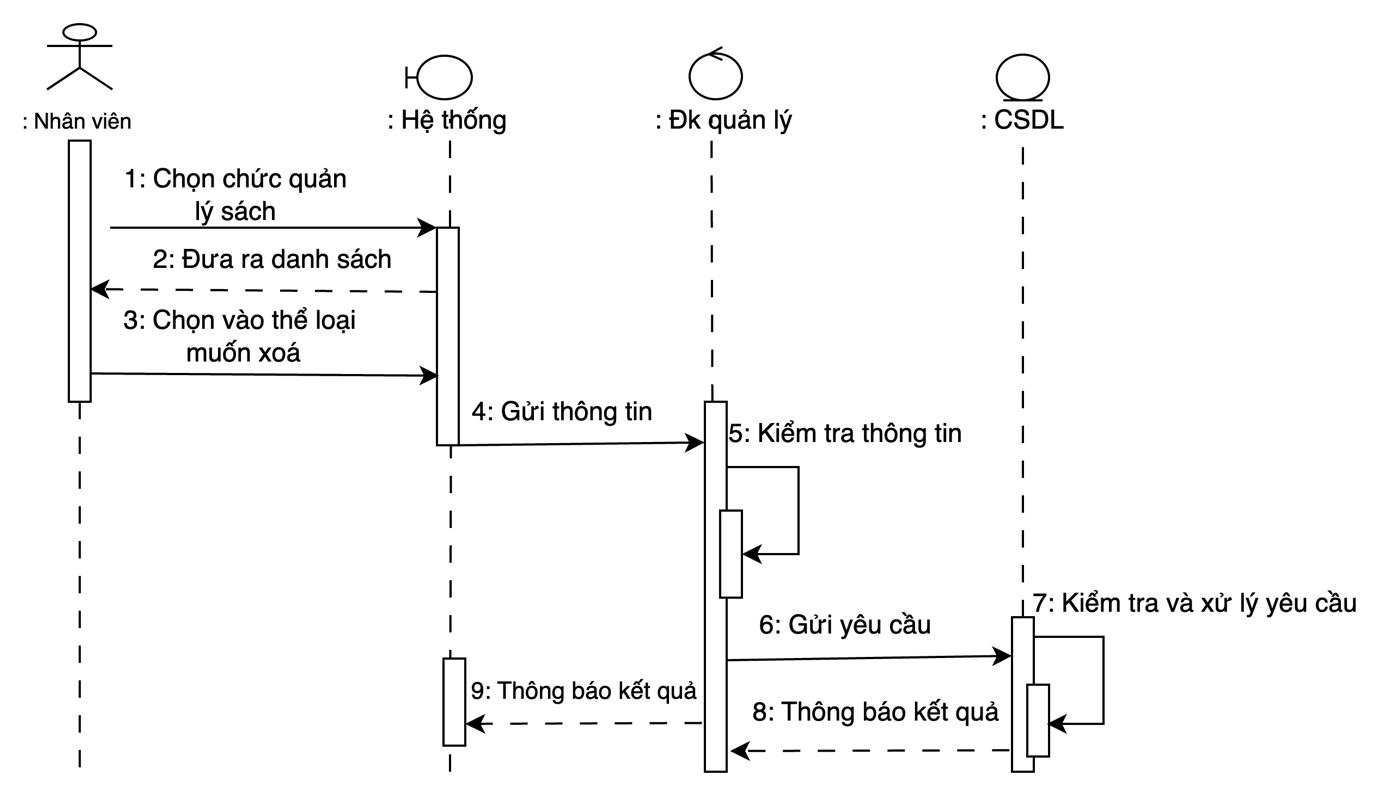 : Nhân viên
: Hệ thống
: Đk quản lý
: CSDL
1: Chọn chức quản
lý sách
2: Đưa ra danh sách
3: Chọn vào thể loại
muốn xoá
4: Gửi thông tin
5: Kiểm tra thông tin
6: Gửi yêu cầu
7: Kiểm tra và xử lý yêu cầu
9: Thông báo kết quả
8: Thông báo kết quả